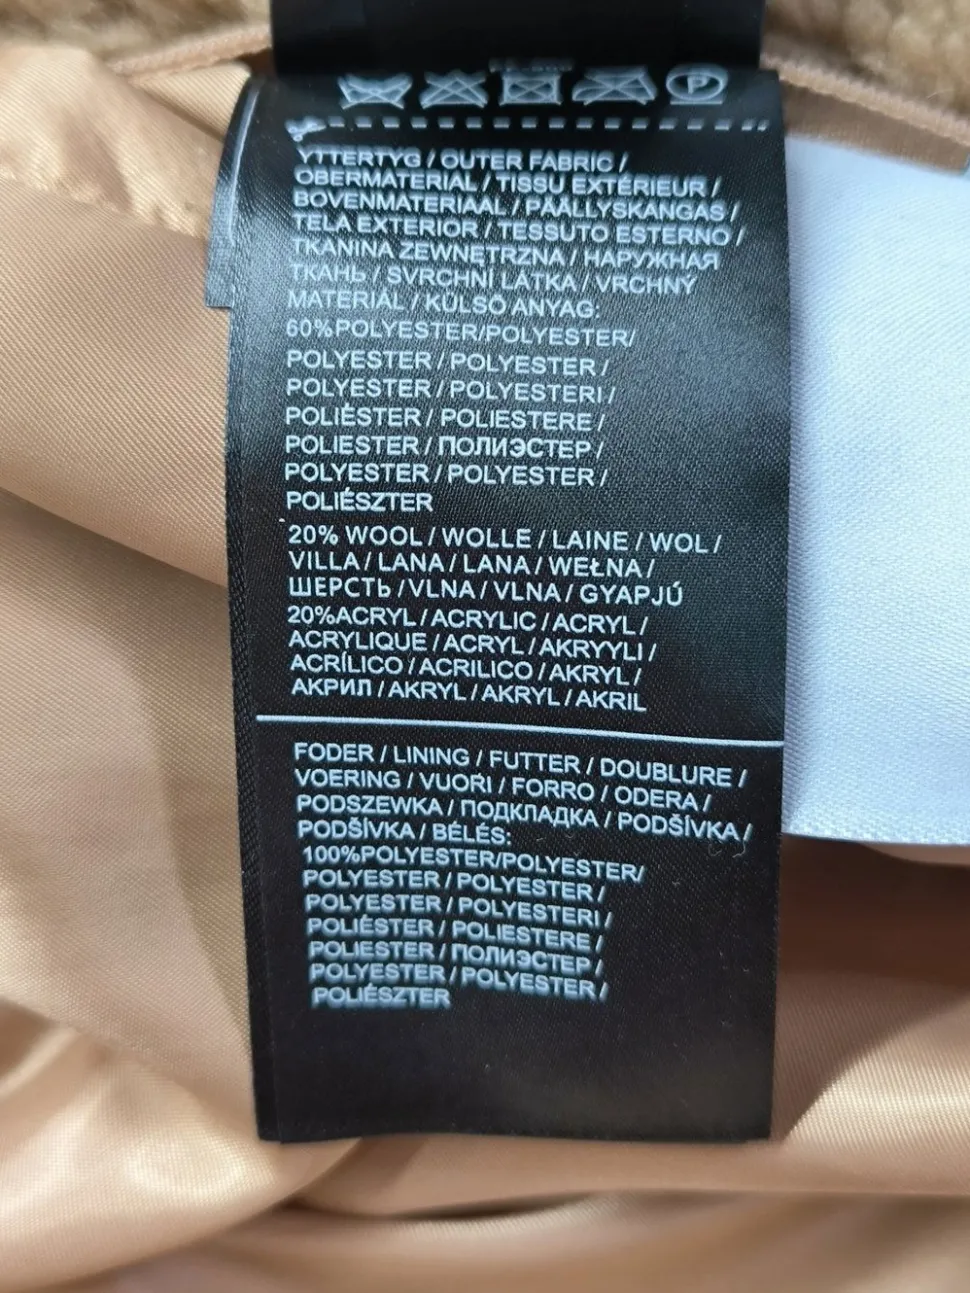 P
YTTERTYG / OUTER FABRIC /
OBERMATERIAL / TISSU EXTÉRIEUR /
BOVENMATERIAAL / PÄÄLLYSKANGAS /
TELA EXTERIOR / TESSUTO ESTERNO /
TKANINA ZEWNĘTRZNA / НАРУЖНАЯ
ТКАНЬ / SVRCHNÍ LÁTKA / VRCHNÝ
MATERIÁL / KÜLSŐ ANYAG:
60%POLYESTER/POLYESTER/
POLYESTER / POLYESTER /
POLYESTER / POLYESTERI /
POLIÉSTER / POLIESTERE /
POLIESTER / ПОЛИЭСТЕР /
POLYESTER / POLYESTER /
POLIÉSZTER
20% WOOL / WOLLE / LAINE / WOL /
VILLA / LANA / LANA / WEŁNA /
ШЕРСТЬ / VLNA / VLNA / GYAPJÚ
20%ACRYL / ACRYLIC / ACRYL /
ACRYLIQUE / ACRYL / AKRYYLI /
ACRÍLICO / ACRILICO / AKRYL /
АКРИЛ / AKRYL / AKRYL / AKRIL
FODER / LINING / FUTTER / DOUBLURE /
VOERING / VUORI / FORRO / ODERA /
PODSZEWKA / ПОДКЛАДКА / PODŠÍVKA /
PODŠÍVKA / BÉLÉS:
100%POLYESTER/POLYESTER/
POLYESTER / POLYESTER /
POLYESTER / POLYESTERI /
POLIÉSTER / POLIESTERE /
POLIESTER / ПОЛИЭСТЕР /
POLYESTER / POLYESTER /
POLIÉSZTER